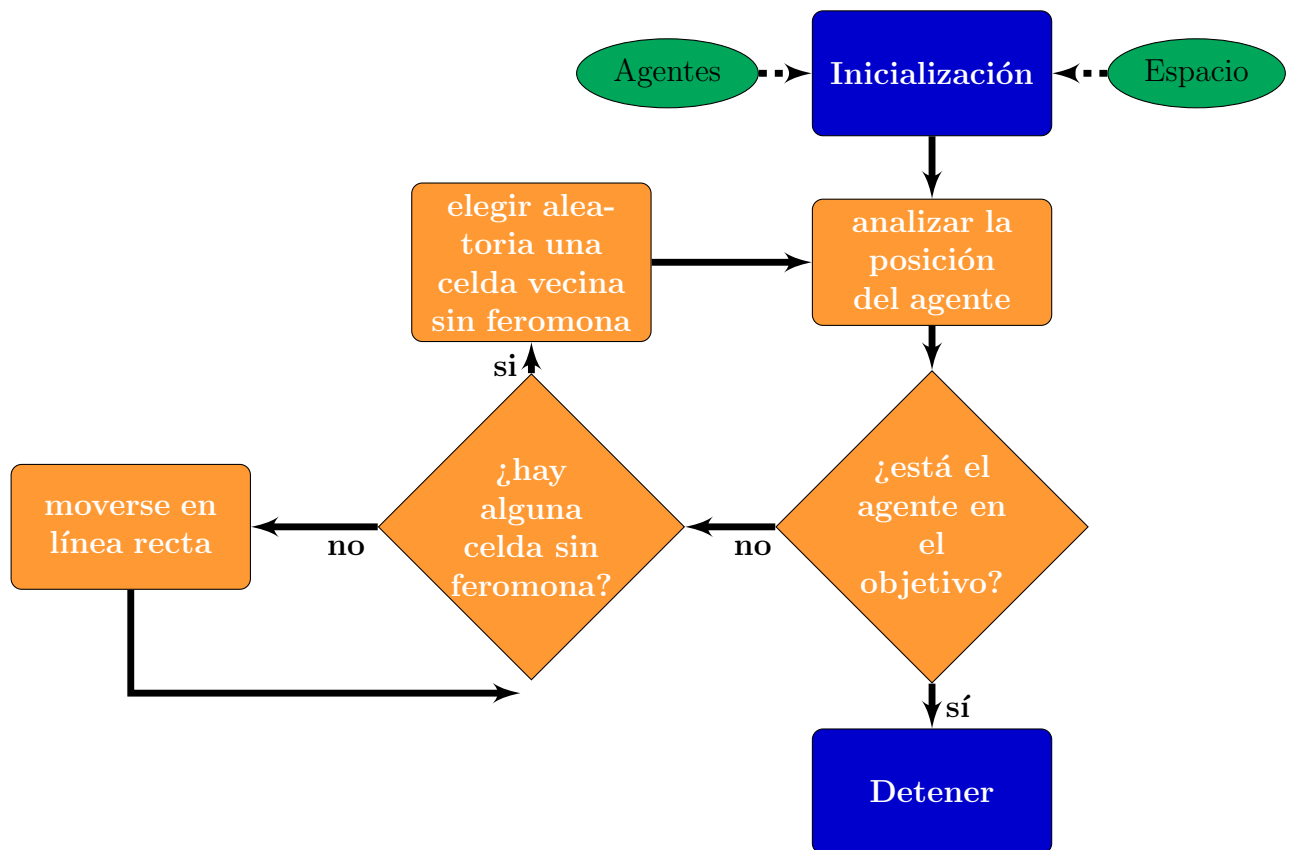 Agentes
Inicialización
Espacio
elegir alea-
toria una
celda vecina
sin feromona
analizar la
posición
del agente
si
¿hay
alguna
celda sin
feromona?
¿está el
agente en
el
objetivo?
moverse en
línea recta
no
no
sí
Detener